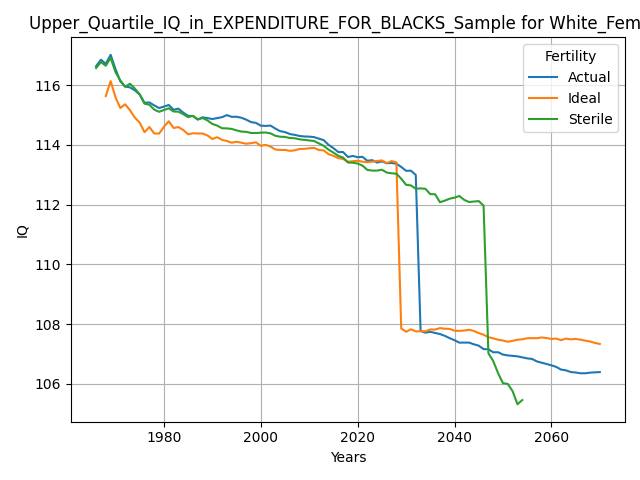 Upper_Quartile_IQ_in_EXPENDITURE_FOR_BLACKS_Sample for White_Fem
Fertility
Actual
Ideal
Sterile
116
114
112
110
108
106
IQ
1980
2000
2020
2040
2060
Years